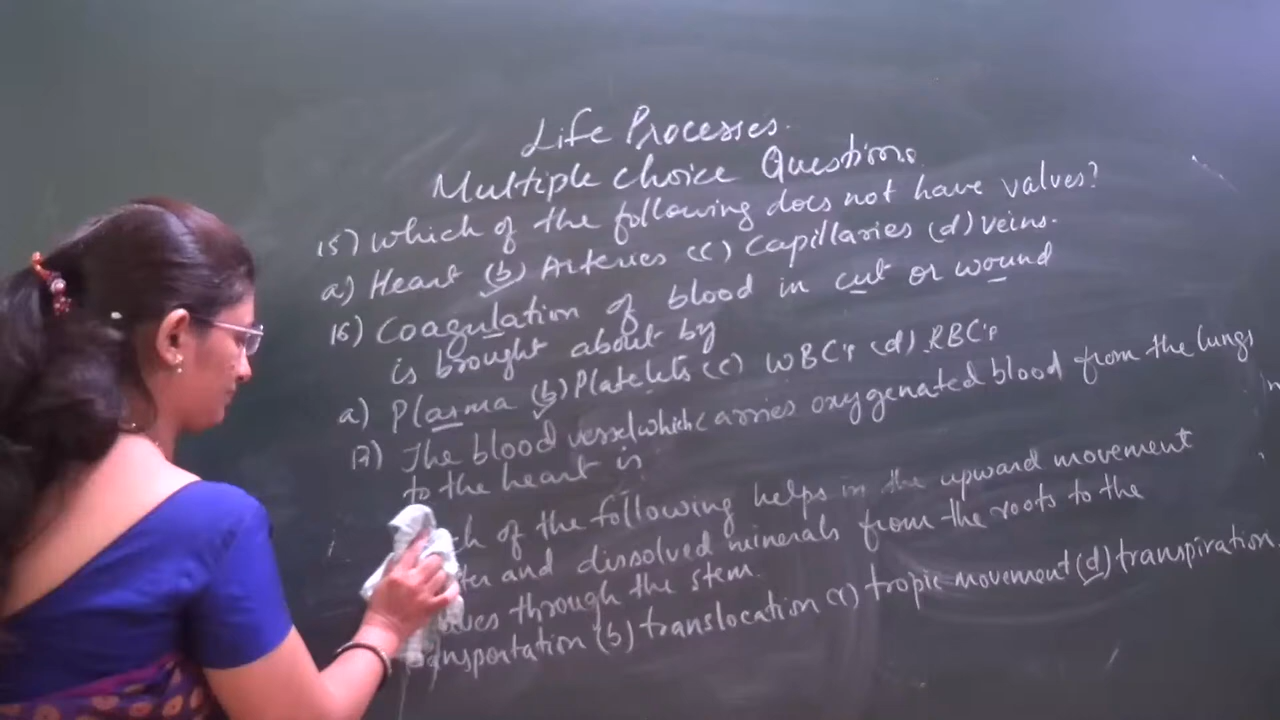 Life Processes.
Multiple choice Questions.
15) Which of the following does not have valves?
a) Heart (b) Arteries (c) Capillaries (d) veins.
16) Coagulation of blood in cut or wound
is brought about by
a) Plasma (b) Platelets (c) WBC's (d) RBC's
17) The blood vessel which carries oxygenated blood from the lungs
to the heart is
of the following helps in the upward movement
and dissolved minerals from the roots to the
through the stem.
(b) translocation (c) tropic movement (d) transpiration.